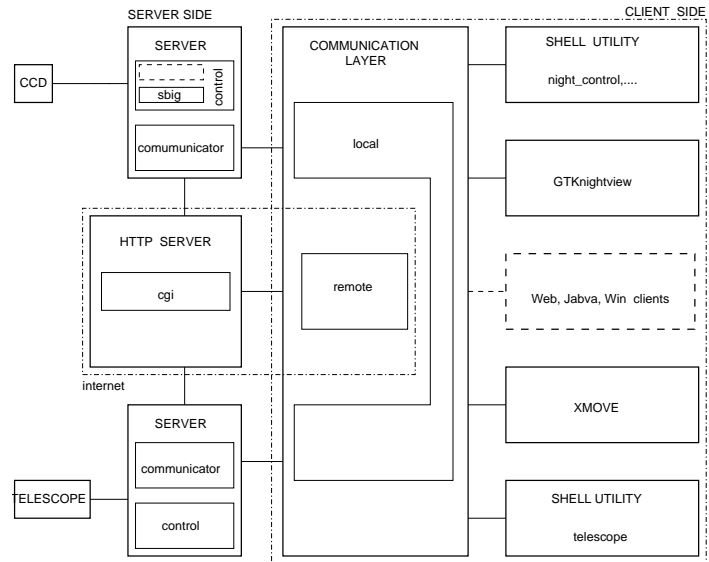 SERVER SIDE
CLIENT SIDE
SERVER
COMMUNICATION
LAYER
SHELL UTILITY
CCD
control
sbig
night_control,....
comumunicator
local
GTKnightview
HTTP SERVER
cgi
remote
Web, Jabva, Win clients
internet
SERVER
XMOVE
communicator
TELESCOPE
SHELL UTILITY
control
telescope